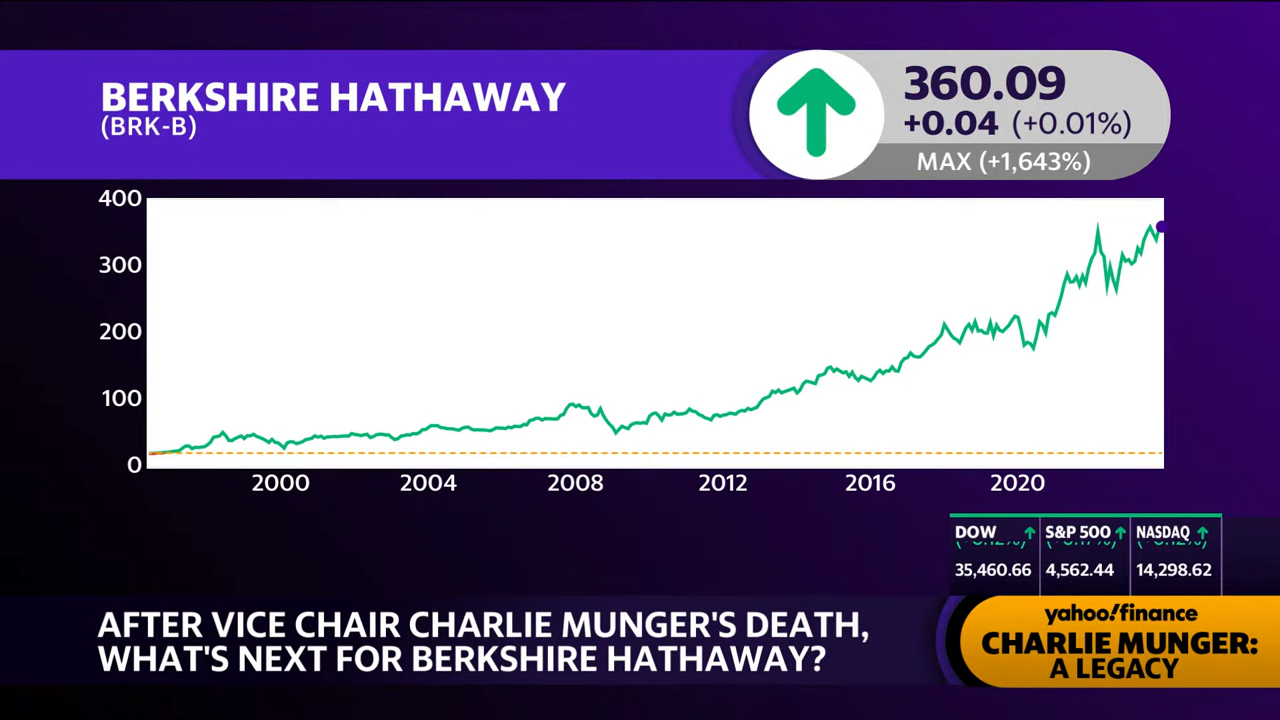 BERKSHIRE HATHAWAY
(BRK-B)
360.09
+0.04 (+0.01%)
MAX (+1,643%)
400
300
200
100
0
2000 2004 2008 2012 2016 2020
DOW S&P 500 NASDAQ
35,460.66 4,562.44 14,298.62
AFTER VICE CHAIR CHARLIE MUNGER'S DEATH,
WHAT'S NEXT FOR BERKSHIRE HATHAWAY?
yahoo!finance
CHARLIE MUNGER:
A LEGACY